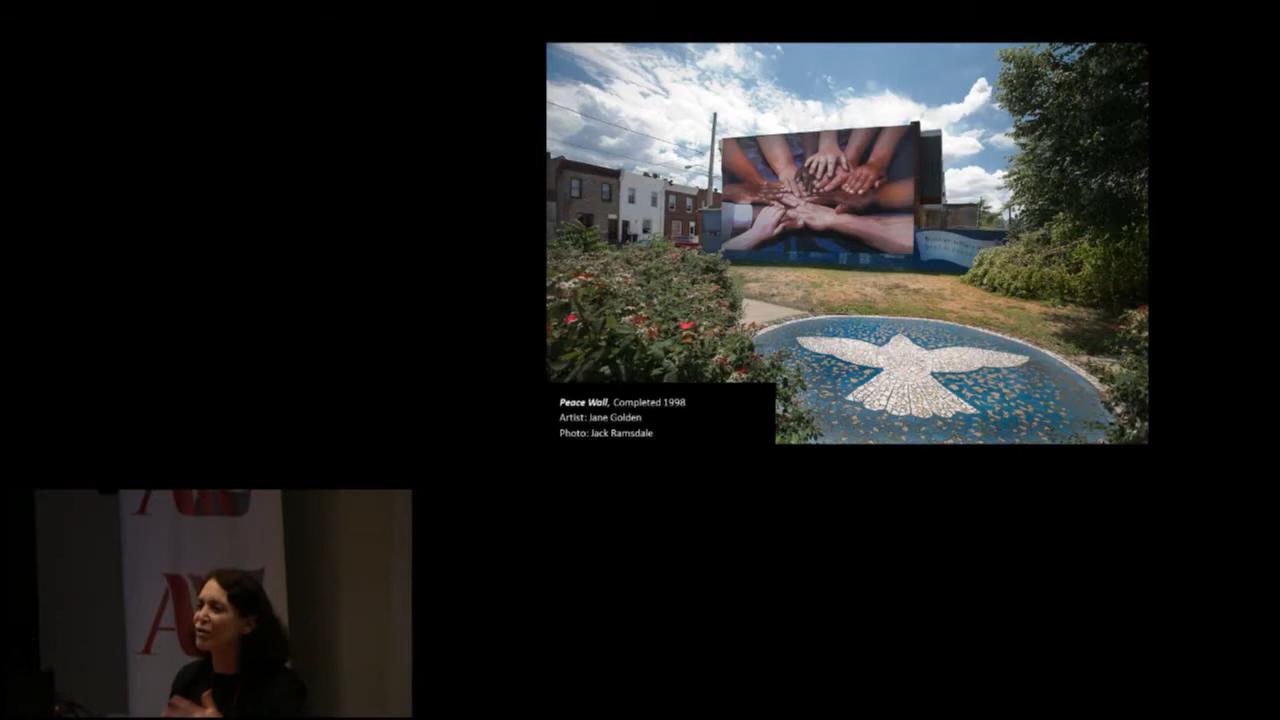 Peace Wall, Completed 1998
Artist: Jane Golden
Photo: Jack Ramsdale